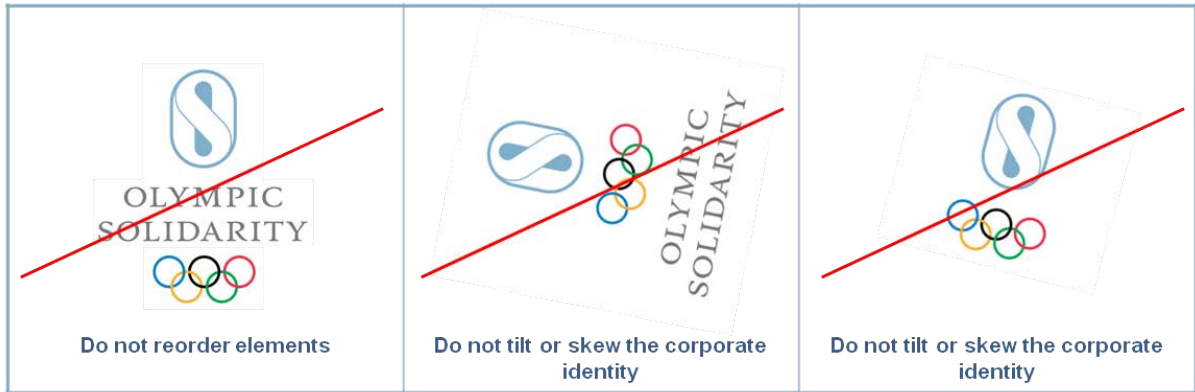 OLYMPIC
SOLIDARITY
Do not reorder elements
OLYMPIC
SOLIDARITY
Do not tilt or skew the corporate
identity
Do not tilt or skew the corporate
identity